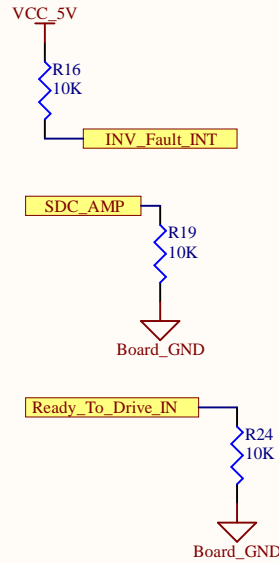 VCC_5V
R16
10K
INV_Fault_INT
SDC_AMP
R19
10K
Board_GND
Ready_To_Drive_IN
R24
10K
Board_GND